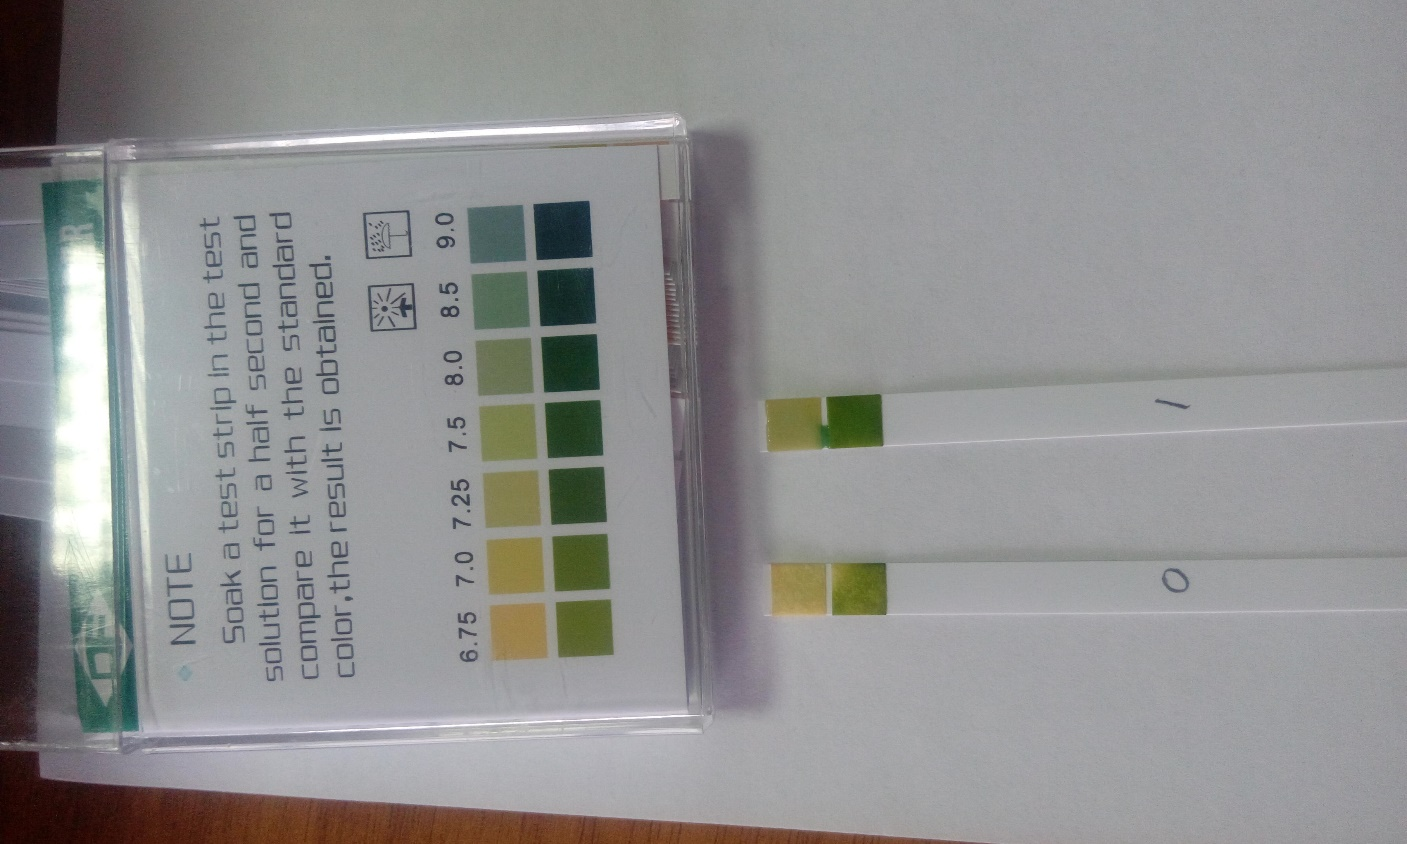 NOTE
Soak a test strip in the test
solution for a half second and
compare it with the standard
color,the result is obtained.
6.75 7.0 7.25 7.5 8.0 8.5 9.0
0
1